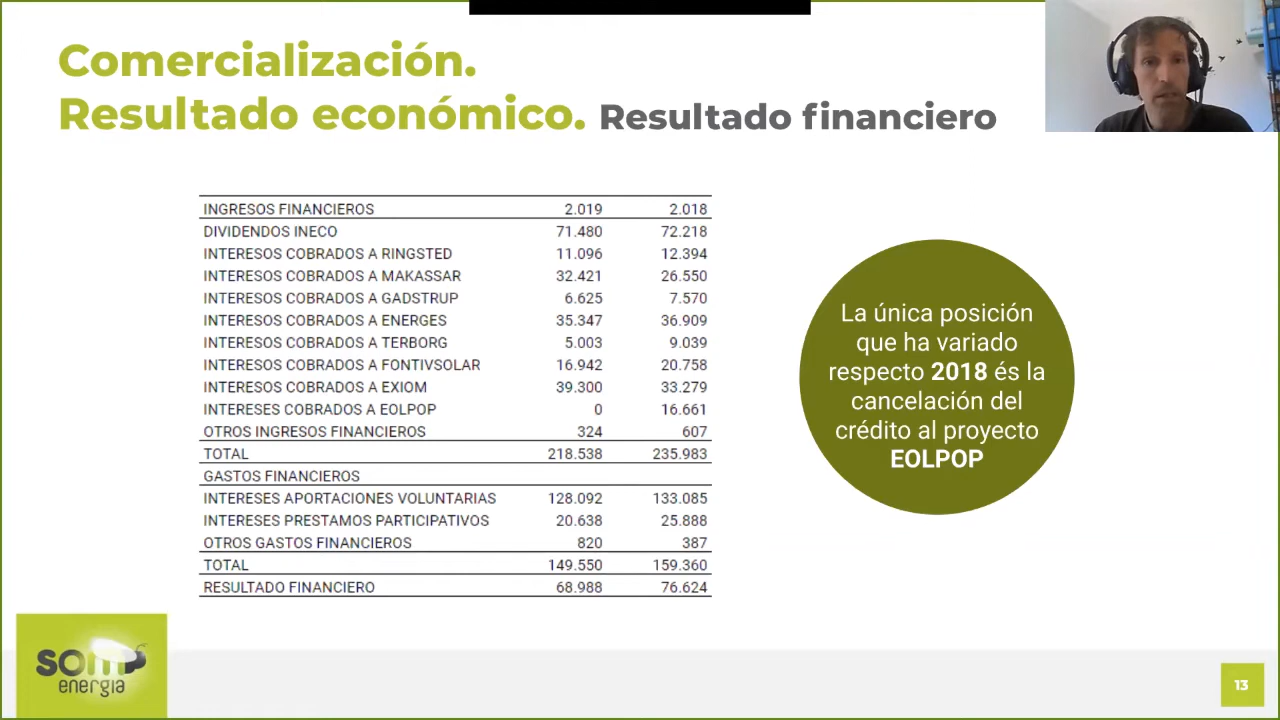 Comercialización.
Resultado económico. Resultado financiero
INGRESOS FINANCIEROS 2.019 2.018
DIVIDENDOS INECO 71.480 72.218
INTERESOS COBRADOS A RINGSTED 11.096 12.394
INTERESOS COBRADOS A MAKASSAR 32.421 26.550
INTERESOS COBRADOS A GADSTRUP 6.625 7.570
INTERESOS COBRADOS A ENERGES 35.347 36.909
INTERESOS COBRADOS A TERBORG 5.003 9.039
INTERESOS COBRADOS A FONTIVSOLAR 16.942 20.758
INTERESOS COBRADOS A EXIOM 39.300 33.279
INTERESES COBRADOS A EOLPOP 0 16.661
OTROS INGRESOS FINANCIEROS 324 607
TOTAL 218.538 235.983
GASTOS FINANCIEROS
INTERESES APORTACIONES VOLUNTARIAS 128.092 133.085
INTERESES PRESTAMOS PARTICIPATIVOS 20.638 25.888
OTROS GASTOS FINANCIEROS 820 387
TOTAL 149.550 159.360
RESULTADO FINANCIERO 68.988 76.624
La única posición
que ha variado
respecto 2018 és la
cancelación del
crédito al proyecto
EOLPOP
som
energia
13